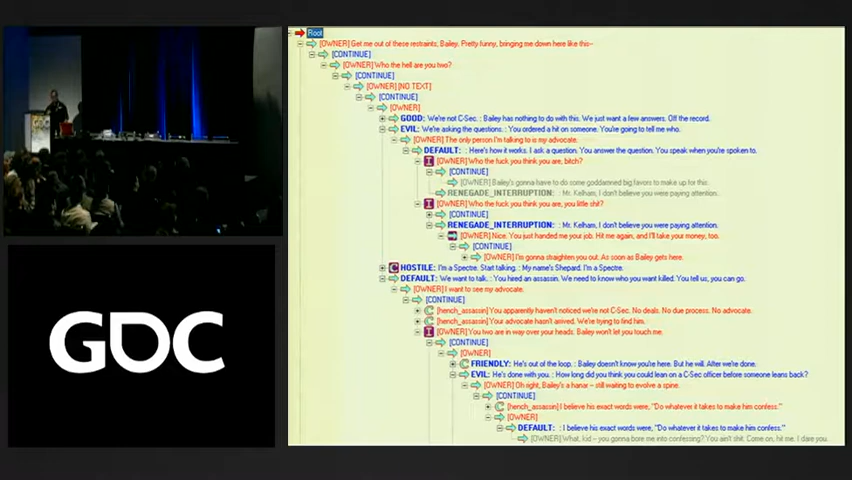 Root
[OWNER] Get me out of these restraints, Bailey. Pretty funny, bringing me down here like this--
[CONTINUE]
[OWNER] Who the hell are you two?
[CONTINUE]
[OWNER] [NO TEXT]
[CONTINUE]
[OWNER]
GOOD: We're not C-Sec. : Bailey has nothing to do with this. We just want a few answers. Off the record.
EVIL: We're asking the questions. : You ordered a hit on someone. You're going to tell me who.
[OWNER] The only person I'm talking to is my advocate.
DEFAULT: : Here's how it works. I ask a question. You answer the question. You speak when you're spoken to.
[OWNER] Who the fuck you think you are, bitch?
[CONTINUE]
[OWNER] Bailey's gonna have to do some goddamned big favors to make up for this.
RENEGADE_INTERRUPTION: : Mr. Kelham, I don't believe you were paying attention.
[OWNER] Who the fuck you think you are, you little shit?
[CONTINUE]
RENEGADE_INTERRUPTION: : Mr. Kelham, I don't believe you were paying attention.
[OWNER] Nice. You just handed me your job. Hit me again, and I'll take your money, too.
[CONTINUE]
[OWNER] I'm gonna straighten you out. As soon as Bailey gets here.
HOSTILE: I'm a Spectre. Start talking. : My name's Shepard. I'm a Spectre.
DEFAULT: We want to talk. : You hired an assassin. We need to know who you want killed. You tell us, you can go.
[OWNER] I want to see my advocate.
[CONTINUE]
[hench_assassin] You apparently haven't noticed we're not C-Sec. No deals. No due process. No advocate.
[hench_assassin] Your advocate hasn't arrived. We're trying to find him.
[OWNER] You two are in way over your heads. Bailey won't let you touch me.
[CONTINUE]
[OWNER]
FRIENDLY: He's out of the loop. : Bailey doesn't know you're here. But he will. After we're done.
EVIL: He's done with you. : How long did you think you could lean on a C-Sec officer before someone leans back?
[OWNER] Oh right, Bailey's a hanar -- still waiting to evolve a spine.
[CONTINUE]
[hench_assassin] I believe his exact words were, "Do whatever it takes to make him confess."
[OWNER]
DEFAULT: : I believe his exact words were, "Do whatever it takes to make him confess."
[OWNER] What, kid -- you gonna bore me into confessing? You ain't shit. Come on, hit me. I dare you.
GDC